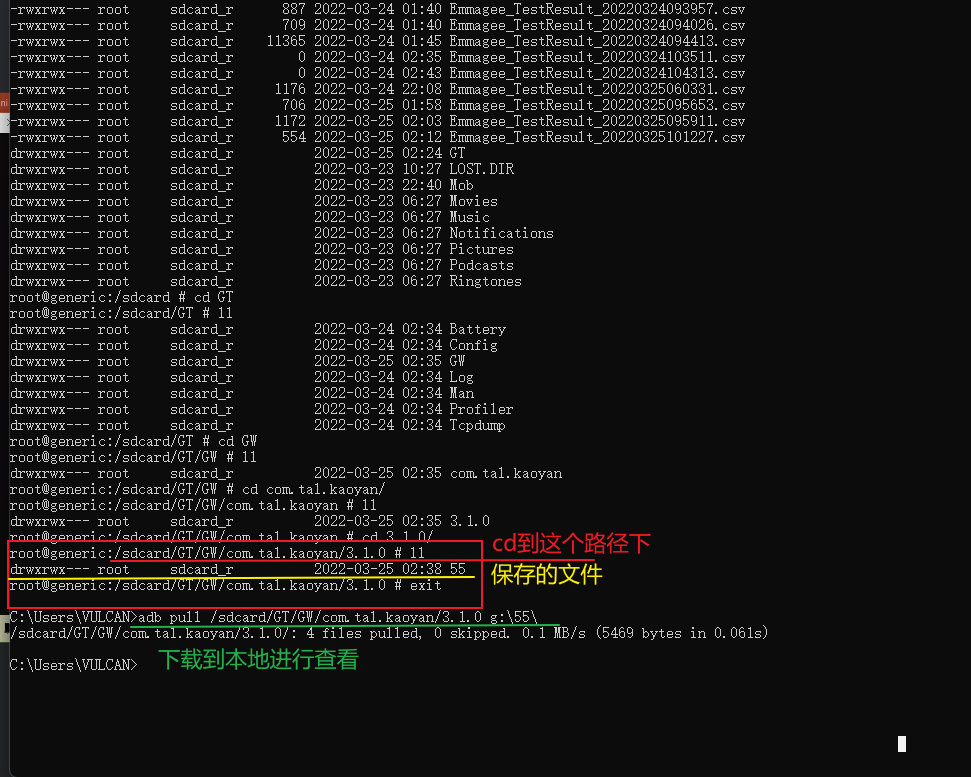 -rwxrwx--- root sdcard_r 887 2022-03-24 01:40 Emmagee_TestResult_20220324093957.csv
-rwxrwx--- root sdcard_r 709 2022-03-24 01:40 Emmagee_TestResult_20220324094026.csv
-rwxrwx--- root sdcard_r 11365 2022-03-24 01:45 Emmagee_TestResult_20220324094413.csv
-rwxrwx--- root sdcard_r 0 2022-03-24 02:35 Emmagee_TestResult_20220324103511.csv
-rwxrwx--- root sdcard_r 0 2022-03-24 02:43 Emmagee_TestResult_20220324104313.csv
-rwxrwx--- root sdcard_r 1176 2022-03-24 22:08 Emmagee_TestResult_20220325060331.csv
-rwxrwx--- root sdcard_r 706 2022-03-25 01:58 Emmagee_TestResult_20220325095653.csv
-rwxrwx--- root sdcard_r 1172 2022-03-25 02:03 Emmagee_TestResult_20220325095911.csv
-rwxrwx--- root sdcard_r 554 2022-03-25 02:12 Emmagee_TestResult_20220325101227.csv
drwxrwx--- root sdcard_r 2022-03-25 02:24 GT
drwxrwx--- root sdcard_r 2022-03-23 10:27 LOST.DIR
drwxrwx--- root sdcard_r 2022-03-23 22:40 Mob
drwxrwx--- root sdcard_r 2022-03-23 06:27 Movies
drwxrwx--- root sdcard_r 2022-03-23 06:27 Music
drwxrwx--- root sdcard_r 2022-03-23 06:27 Notifications
drwxrwx--- root sdcard_r 2022-03-23 06:27 Pictures
drwxrwx--- root sdcard_r 2022-03-23 06:27 Podcasts
drwxrwx--- root sdcard_r 2022-03-23 06:27 Ringtones
root@generic:/sdcard # cd GT
root@generic:/sdcard/GT # ll
drwxrwx--- root sdcard_r 2022-03-24 02:34 Battery
drwxrwx--- root sdcard_r 2022-03-24 02:34 Config
drwxrwx--- root sdcard_r 2022-03-25 02:35 GW
drwxrwx--- root sdcard_r 2022-03-24 02:34 Log
drwxrwx--- root sdcard_r 2022-03-24 02:34 Man
drwxrwx--- root sdcard_r 2022-03-24 02:34 Profiler
drwxrwx--- root sdcard_r 2022-03-24 02:34 Tcpdump
root@generic:/sdcard/GT # cd GW
root@generic:/sdcard/GT/GW # ll
drwxrwx--- root sdcard_r 2022-03-25 02:35 com.tal.kaoyan
root@generic:/sdcard/GT/GW # cd com.tal.kaoyan/
root@generic:/sdcard/GT/GW/com.tal.kaoyan # ll
drwxrwx--- root sdcard_r 2022-03-25 02:35 3.1.0
root@generic:/sdcard/GT/GW/com.tal.kaoyan # cd 3.1.0/
root@generic:/sdcard/GT/GW/com.tal.kaoyan/3.1.0 # ll
cd到这个路径下
drwxrwx--- root sdcard_r 2022-03-25 02:38 55
保存的文件
root@generic:/sdcard/GT/GW/com.tal.kaoyan/3.1.0 # exit
C:\Users\VULCAN>adb pull /sdcard/GT/GW/com.tal.kaoyan/3.1.0 g:\55\
/sdcard/GT/GW/com.tal.kaoyan/3.1.0/: 4 files pulled, 0 skipped. 0.1 MB/s (5469 bytes in 0.061s)
C:\Users\VULCAN>
下载到本地进行查看